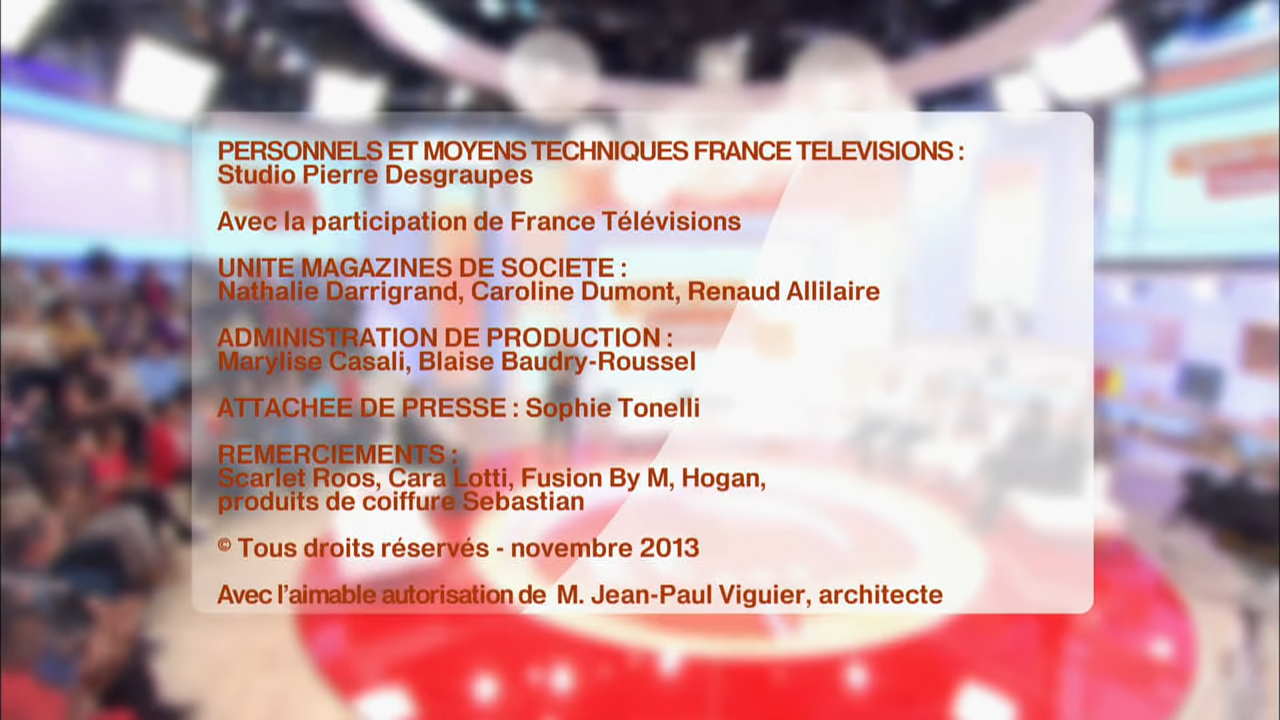 PERSONNELS ET MOYENS TECHNIQUES FRANCE TELEVISIONS :
Studio Pierre Desgraupes
Avec la participation de France Télévisions
UNITE MAGAZINES DE SOCIETE :
Nathalie Darrigrand, Caroline Dumont, Renaud Allilaire
ADMINISTRATION DE PRODUCTION :
Marylise Casali, Blaise Baudry-Roussel
ATTACHEE DE PRESSE : Sophie Tonelli
REMERCIEMENTS :
Scarlet Roos, Cara Lotti, Fusion By M, Hogan,
produits de coiffure Sebastian
© Tous droits réservés - novembre 2013
Avec l’aimable autorisation de M. Jean-Paul Viguier, architecte